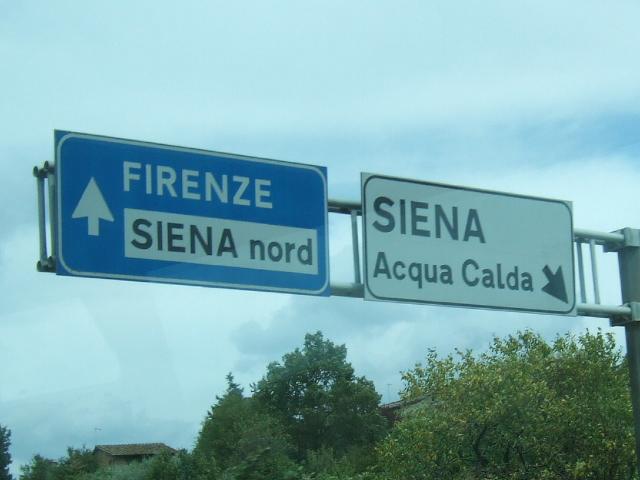 FIRENZE
SIENA nord
SIENA
Acqua Calda